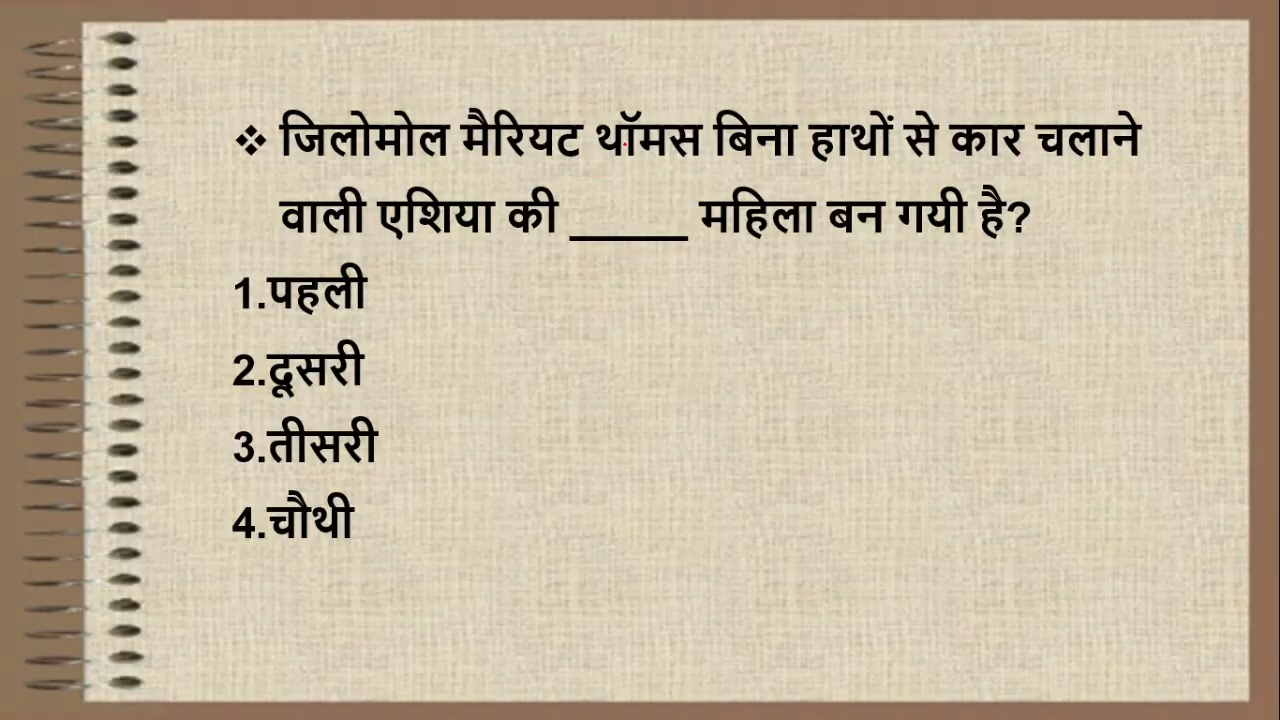 ❖ जिलोमोल मैरियट थॉमस बिना हाथों से कार चलाने
वाली एशिया की _____ महिला बन गयी है?
1.पहली
2.दूसरी
3.तीसरी
4.चौथी